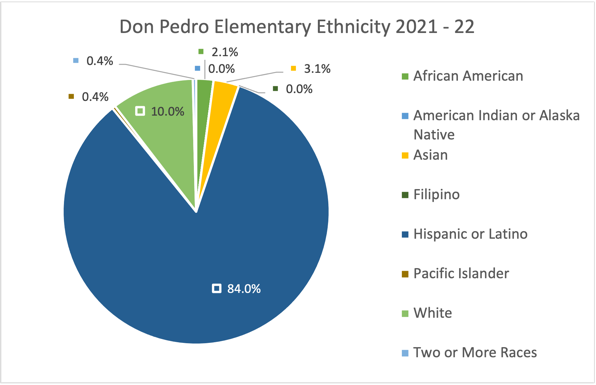 Don Pedro Elementary Ethnicity 2021 - 22
2.1%
0.4%
0.0%
3.1%
0.0%
0.4%
10.0%
84.0%
African American
American Indian or Alaska
Native
Asian
Filipino
Hispanic or Latino
Pacific Islander
White
Two or More Races